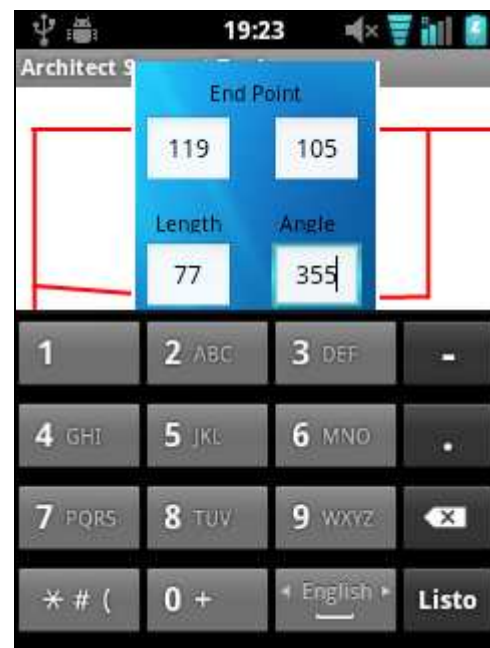 19:23
Architect S
End Point
119 105
Length Angle
77 355
1 2 ABC 3 DEF -
4 GHI 5 JKL 6 MNO .
7 PQRS 8 TUV 9 WXYZ
* # ( 0 + English Listo